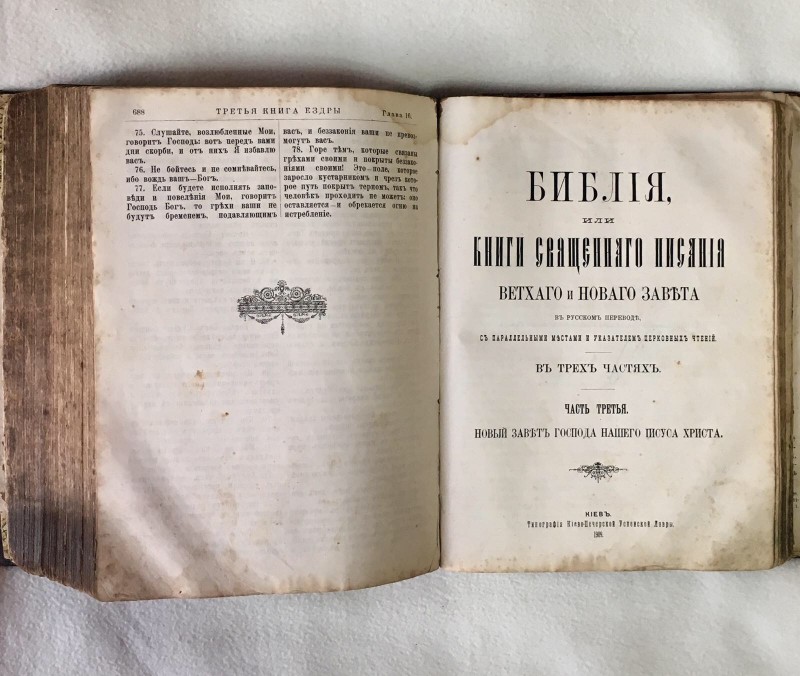 688
ТРЕТЬЯ КНИГА ЕЗДРЫ
Глава 16.
75. Слушайте, возлюбленные Мои,
говоритъ Господь: вотъ передъ вами
дни скорби, и отъ нихъ Я избавлю
васъ.
76. Не бойтесь и не сомнѣвайтесь,
ибо вождь вашъ—Богъ.
77. Если будете исполнять запо-
вѣди и повелѣнія Мои, говоритъ
Господь Богъ, то грѣхи ваши не
будутъ бременемъ, подавляющимъ
васъ, и беззаконія ваши не превоз-
могутъ васъ.
78. Горе тѣмъ, которые связаны
грѣхами своими и покрыты беззако-
ніями своими! Это—поле, которое
заросло кустарникомъ и чрезъ кото-
рое путь покрытъ терномъ, такъ что
человѣкъ проходить не можетъ: оно
оставляется и обрекается огню на
истребленіе.
БИБЛІЯ,
ИЛИ
КНИГИ СВЯЩЕННАГО ПИСАНІЯ
ВЕТХАГО И НОВАГО ЗАВѢТА
ВЪ РУССКОМЪ ПЕРЕВОДѢ,
СЪ ПАРАЛЛЕЛЬНЫМИ МѢСТАМИ И УКАЗАТЕЛЕМЪ ЦЕРКОВНЫХЪ ЧТЕНІЙ.
ВЪ ТРЕХЪ ЧАСТЯХЪ.
ЧАСТЬ ТРЕТЬЯ.
НОВЫЙ ЗАВѢТЪ ГОСПОДА НАШЕГО ІИСУСА ХРИСТА.
КІЕВЪ.
Типографія Кіево-Печерской Успенской Лавры.
1909.